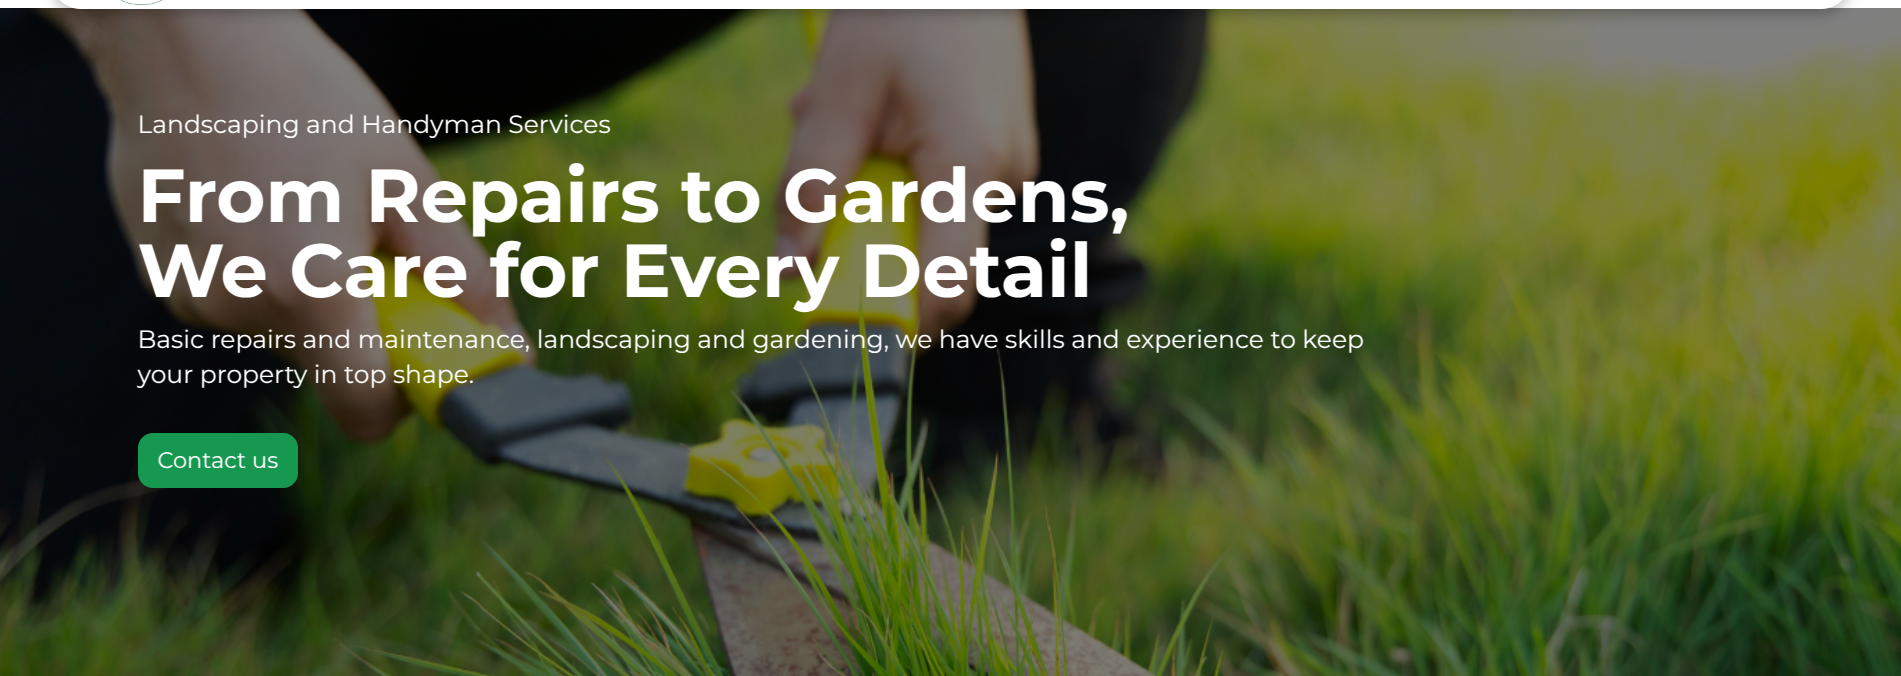 Landscaping and Handyman Services
From Repairs to Gardens,
We Care for Every Detail
Basic repairs and maintenance, landscaping and gardening, we have skills and experience to keep
your property in top shape.
Contact us